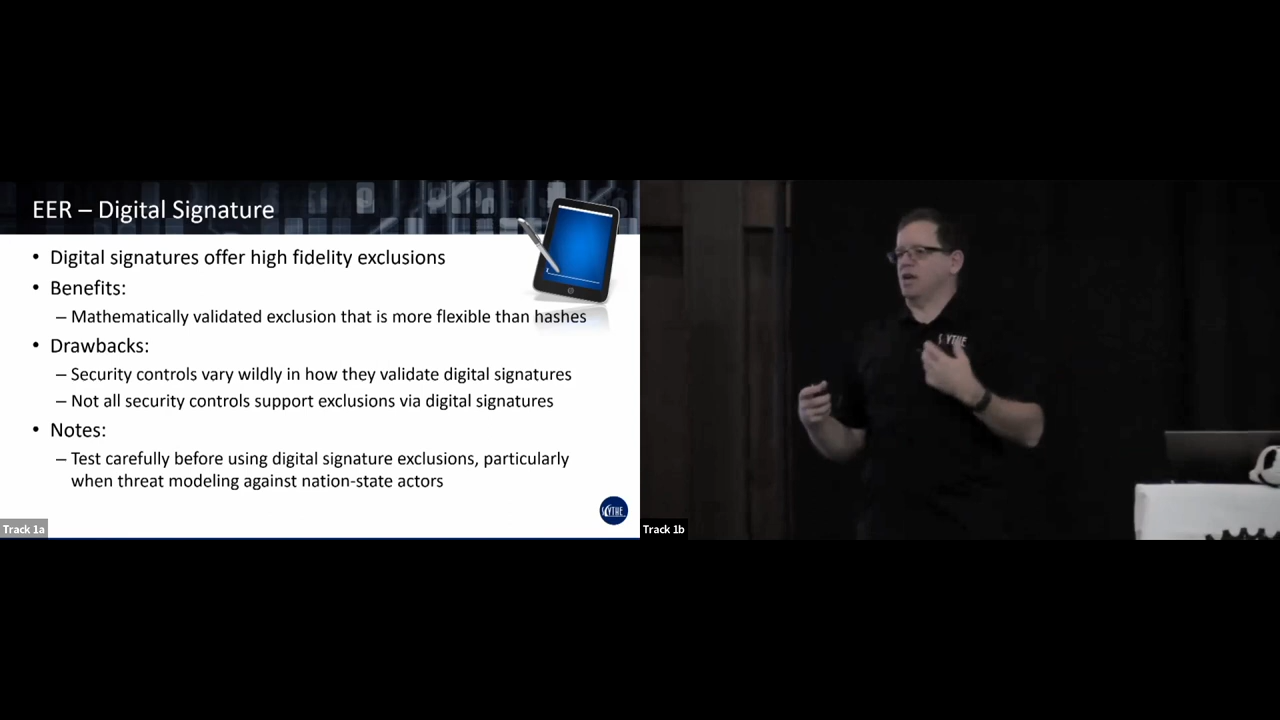 EER – Digital Signature
• Digital signatures offer high fidelity exclusions
• Benefits:
– Mathematically validated exclusion that is more flexible than hashes
• Drawbacks:
– Security controls vary wildly in how they validate digital signatures
– Not all security controls support exclusions via digital signatures
• Notes:
– Test carefully before using digital signature exclusions, particularly
when threat modeling against nation-state actors
SCYTHE
Track 1a
YTHE
Track 1b